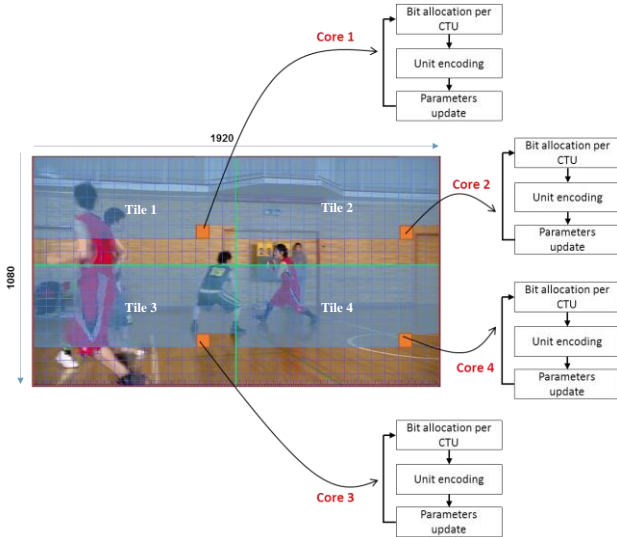 Core 1
Bit allocation per
CTU
Unit encoding
Parameters
update
1920
1080
Tile 1
Tile 2
Tile 3
Tile 4
Core 2
Bit allocation per
CTU
Unit encoding
Parameters
update
Core 4
Bit allocation per
CTU
Unit encoding
Parameters
update
Core 3
Bit allocation per
CTU
Unit encoding
Parameters
update